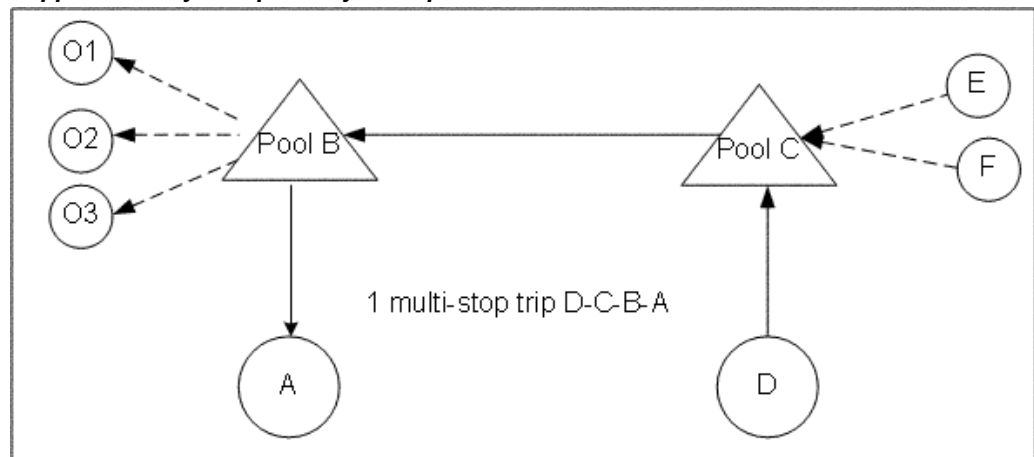 O1
E
O2
Pool B
Pool C
F
O3
1 multi-stop trip D-C-B-A
A
D